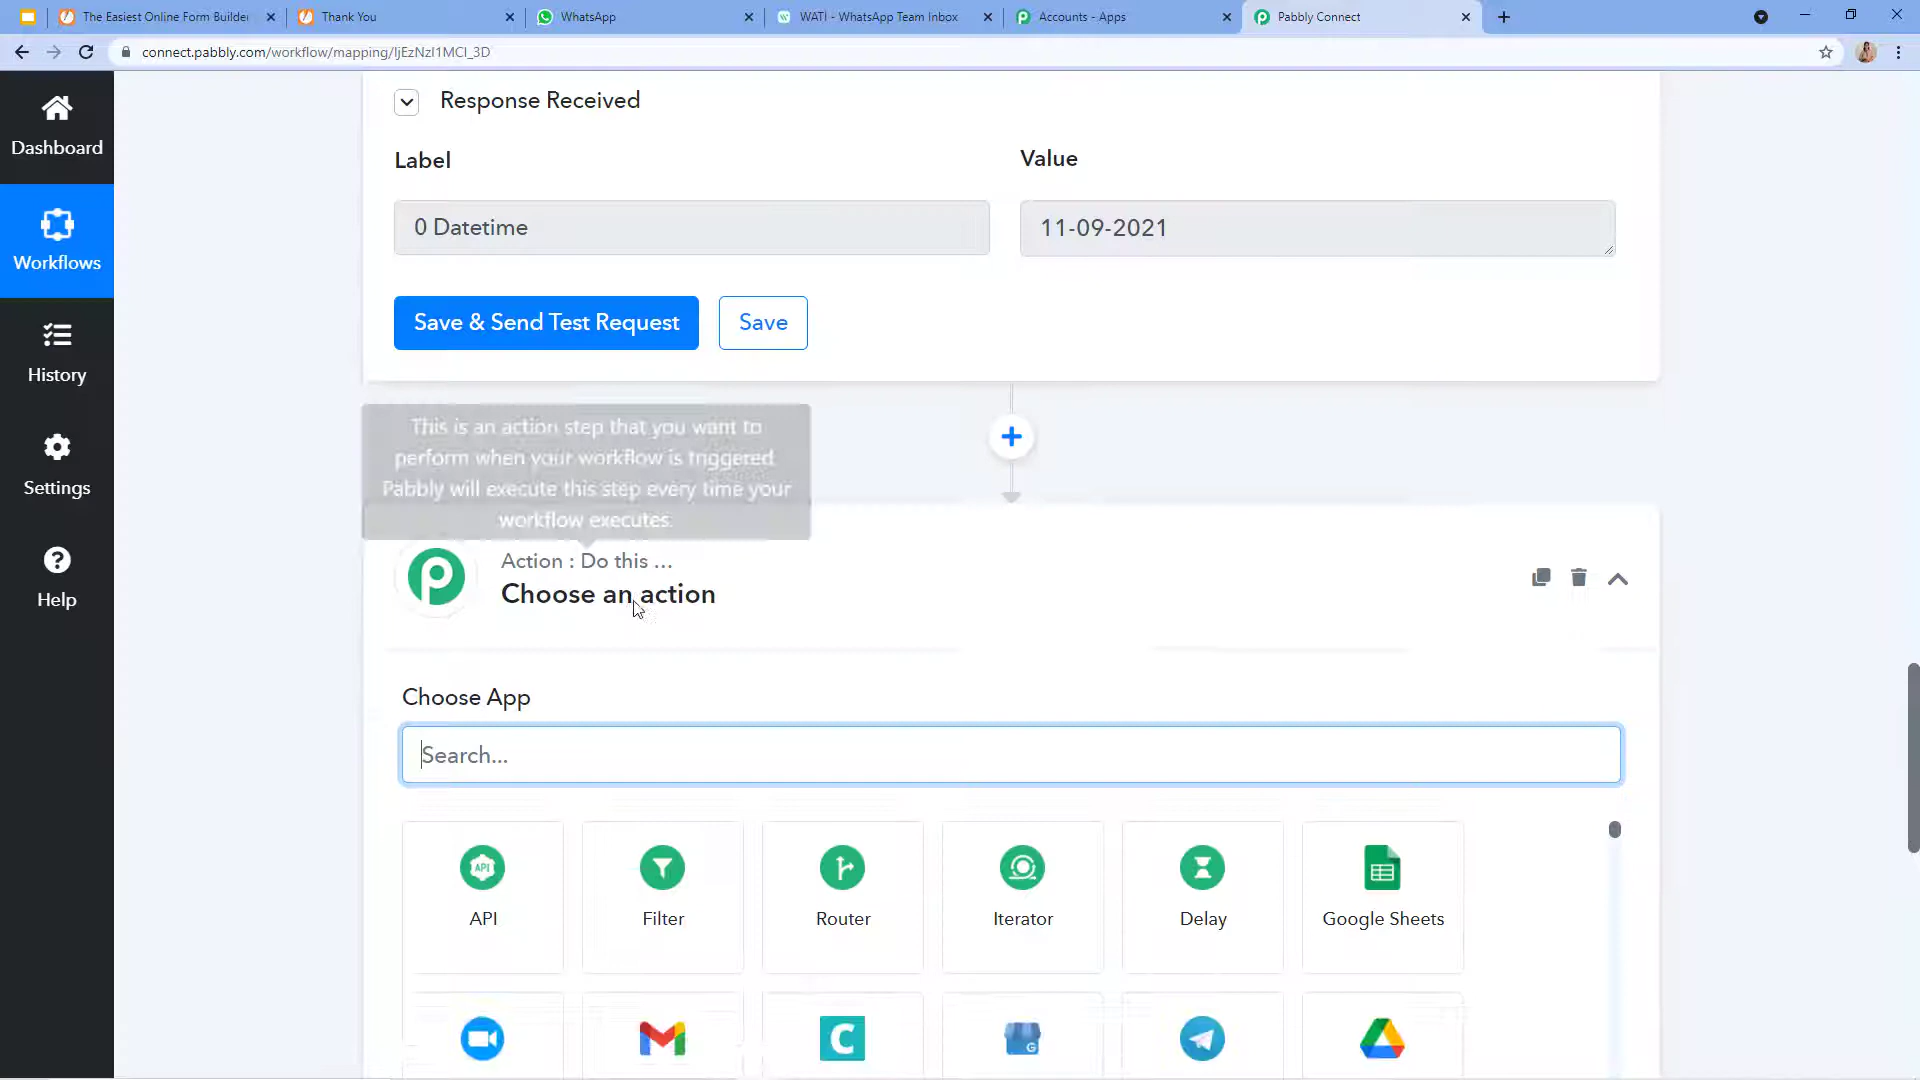 The Easiest Online Form Builder
Thank You
WhatsApp
WATI - WhatsApp Team Inbox
Accounts - Apps
Pabbly Connect
connect.pabbly.com/workflow/mapping/IjEzNzI1MCI_3D
Dashboard
Workflows
History
Settings
Help
Response Received
Label
Value
0 Datetime
11-09-2021
Save & Send Test Request
Save
This is an action step that you want to
perform when your workflow is triggered.
Pabbly will execute this step every time your
workflow executes.
Action : Do this ...
Choose an action
Choose App
Search...
API
Filter
Router
Iterator
Delay
Google Sheets